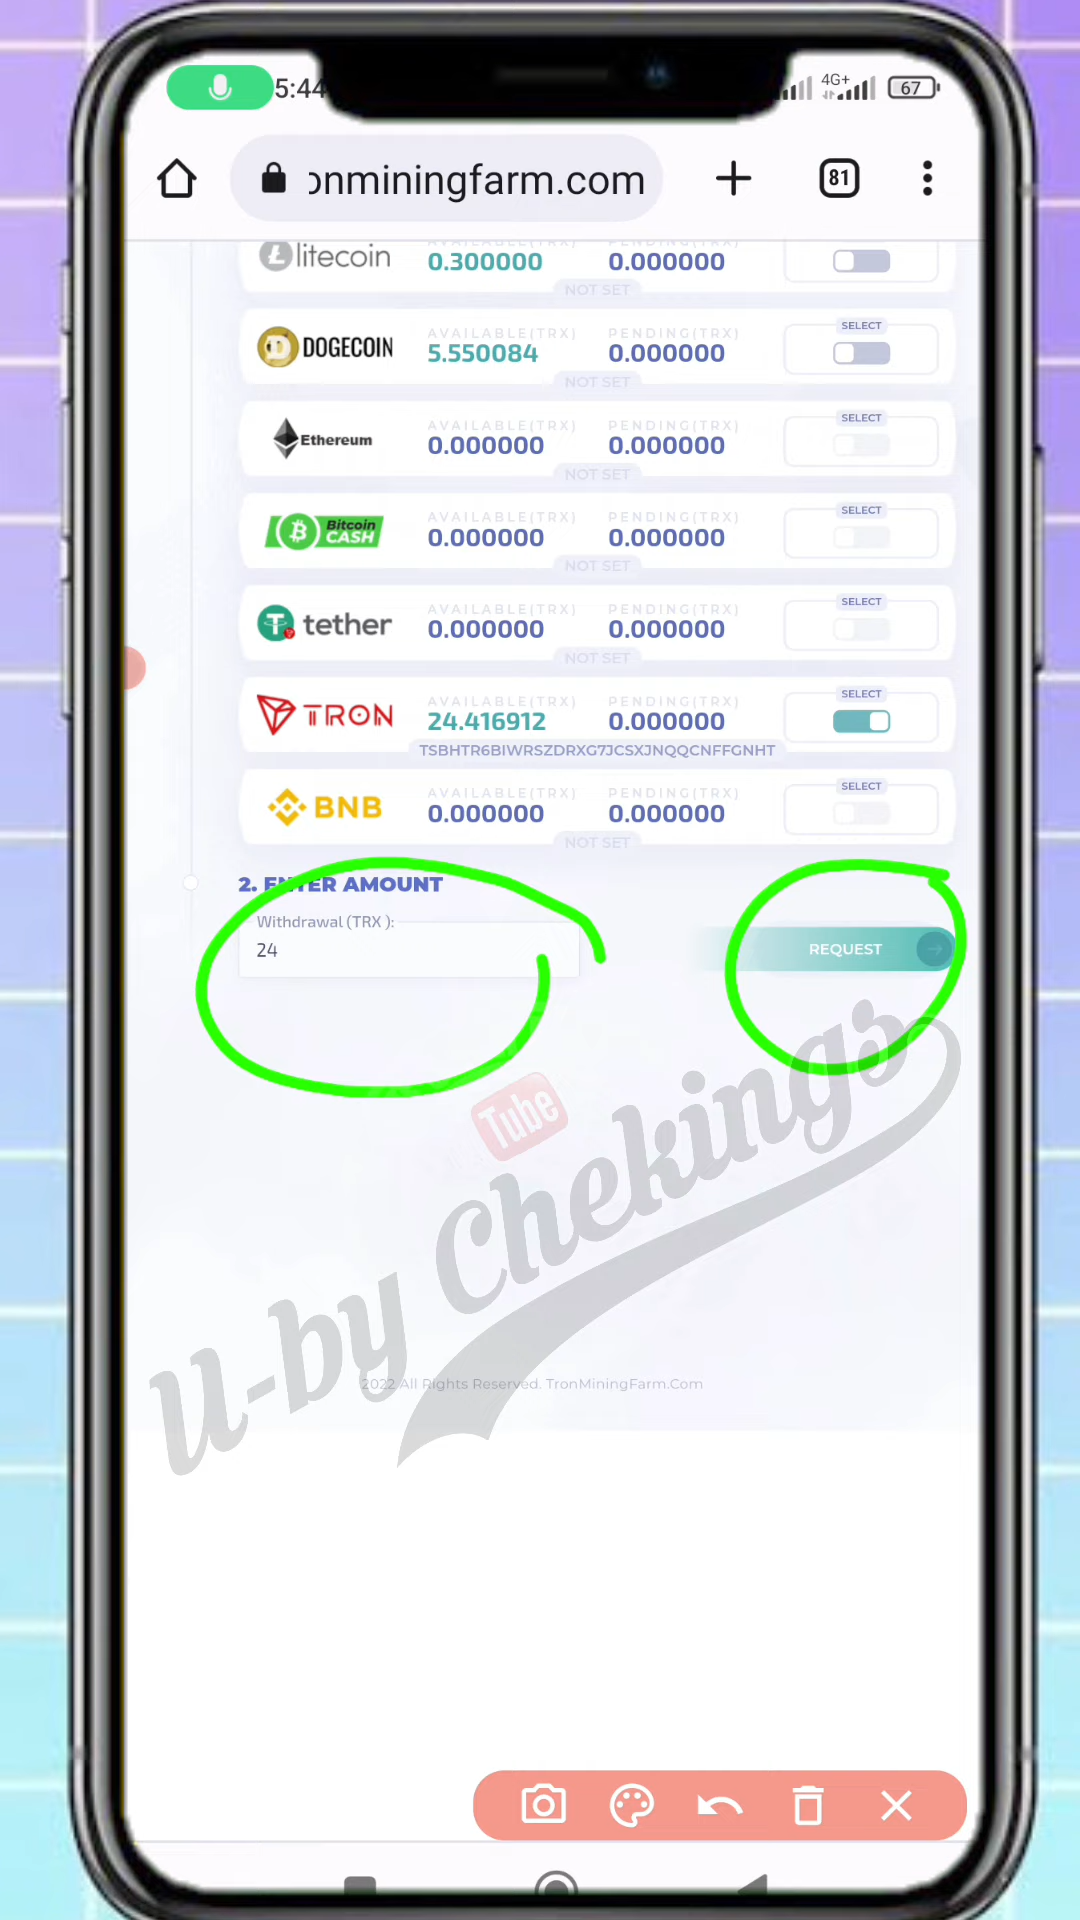 5:44
4G+
67
onminingfarm.com
81
litecoin
AVAILABLE(TRX)
0.300000
PENDING(TRX)
0.000000
NOT SET
DOGECOIN
AVAILABLE(TRX)
5.550084
PENDING(TRX)
0.000000
SELECT
NOT SET
Ethereum
AVAILABLE(TRX)
0.000000
PENDING(TRX)
0.000000
SELECT
NOT SET
Bitcoin
CASH
AVAILABLE(TRX)
0.000000
PENDING(TRX)
0.000000
SELECT
NOT SET
tether
AVAILABLE(TRX)
0.000000
PENDING(TRX)
0.000000
SELECT
NOT SET
TRON
AVAILABLE(TRX)
24.416912
PENDING(TRX)
0.000000
SELECT
TSBHTR6BIWRSZDRXG7JCSXJNQQCNFFGNHT
BNB
AVAILABLE(TRX)
0.000000
PENDING(TRX)
0.000000
SELECT
NOT SET
2. ENTER AMOUNT
Withdrawal (TRX ):
24
REQUEST
Tube
U-by Chekings
2022 All Rights Reserved. TronMiningFarm.Com